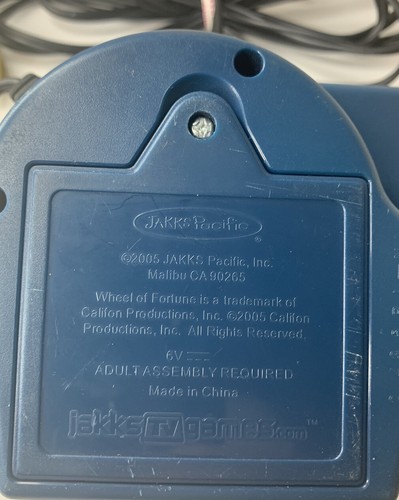 JAKKS Pacific®
©2005 JAKKS Pacific, Inc.
Malibu CA 90265
Wheel of Fortune is a trademark of
Califon Productions, Inc. ©2005 Califon
Productions, Inc. All Rights Reserved.
6V
ADULT ASSEMBLY REQUIRED
Made in China
jakksTVgames.com™